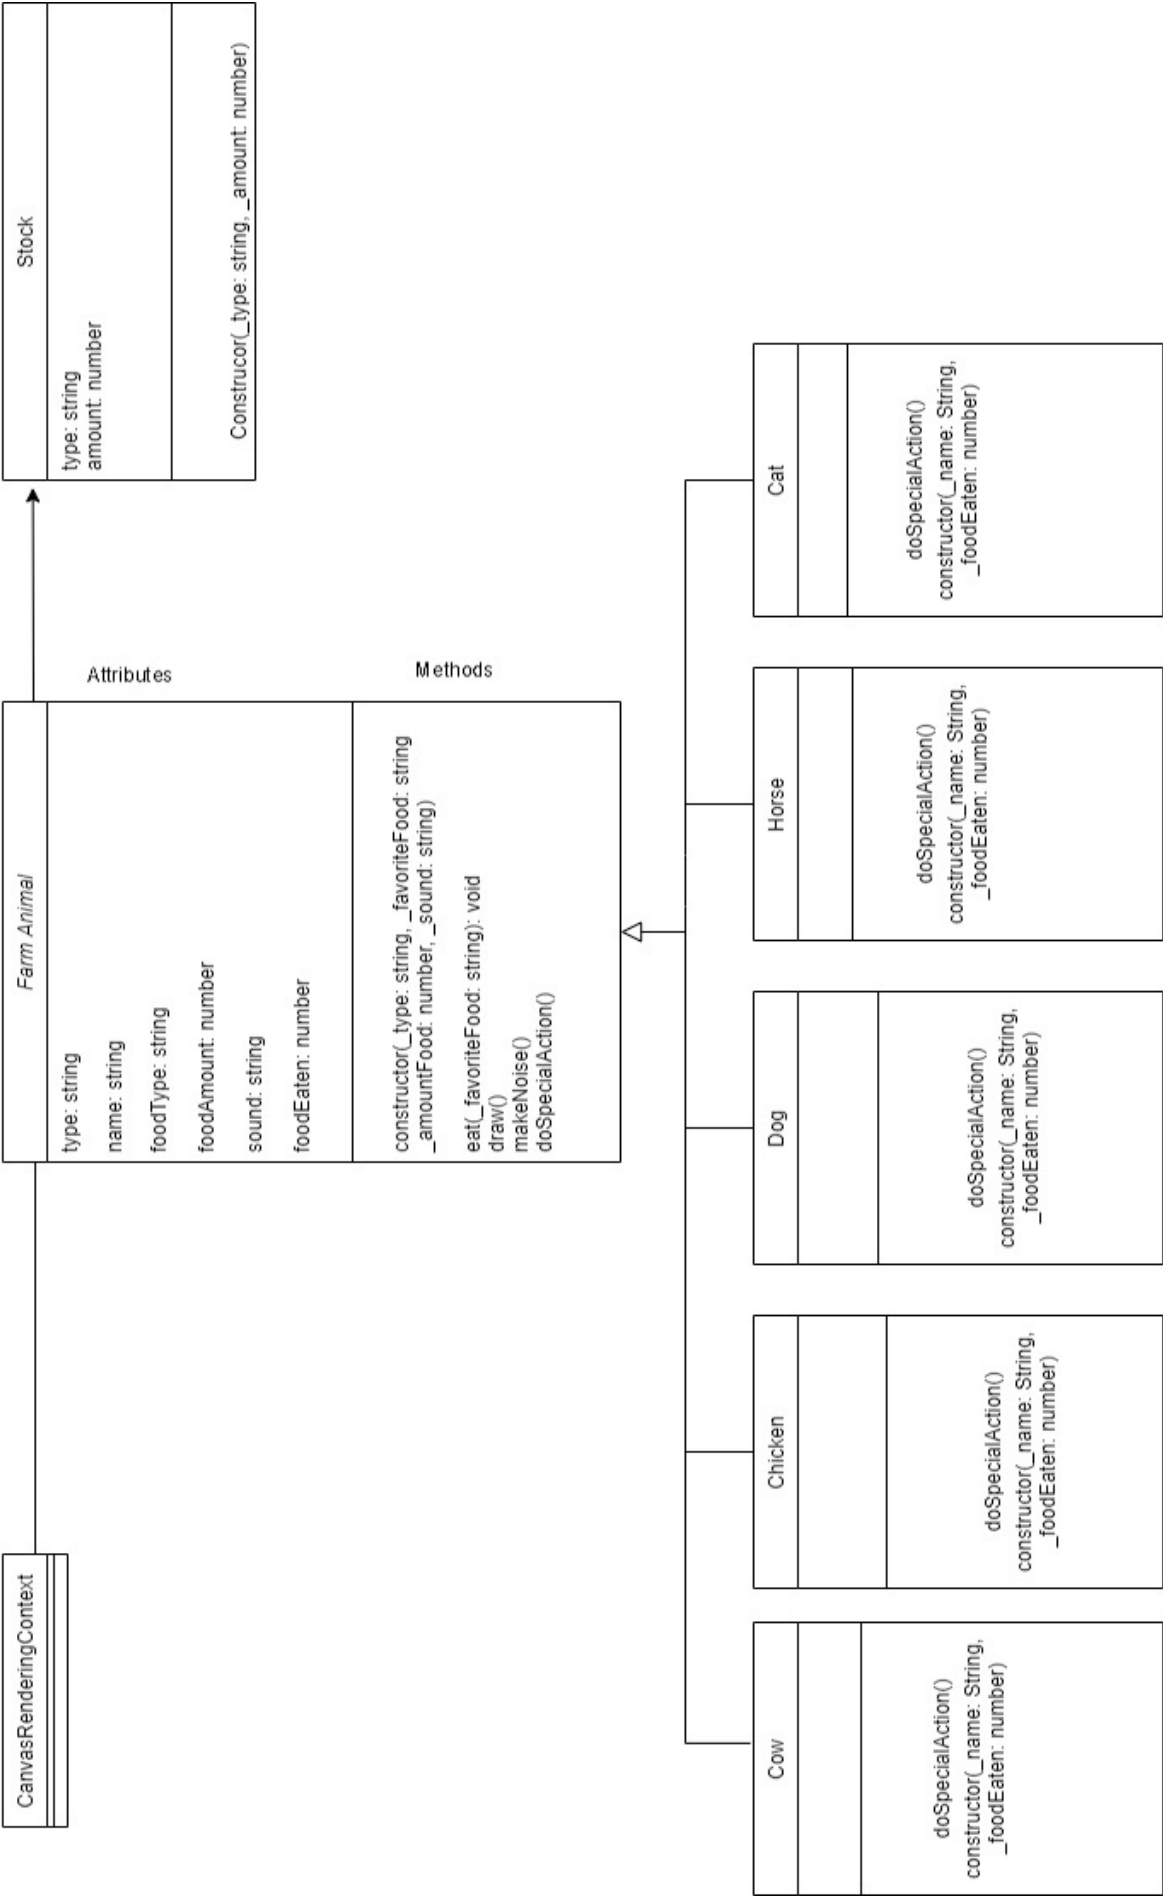 CanvasRenderingContext
Farm Animal
Attributes
type: string
name: string
foodType: string
foodAmount: number
sound: string
foodEaten: number
Methods
constructor(_type: string, _favoriteFood: string
_amountFood: number, _sound: string)
eat(_favoriteFood: string): void
draw()
makeNoise()
doSpecialAction()
Stock
type: string
amount: number
Construcor(_type: string, _amount: number)
Cow
doSpecialAction()
constructor(_name: String,
_foodEaten: number)
Chicken
doSpecialAction()
constructor(_name: String,
_foodEaten: number)
Dog
doSpecialAction()
constructor(_name: String,
_foodEaten: number)
Horse
doSpecialAction()
constructor(_name: String,
_foodEaten: number)
Cat
doSpecialAction()
constructor(_name: String,
_foodEaten: number)